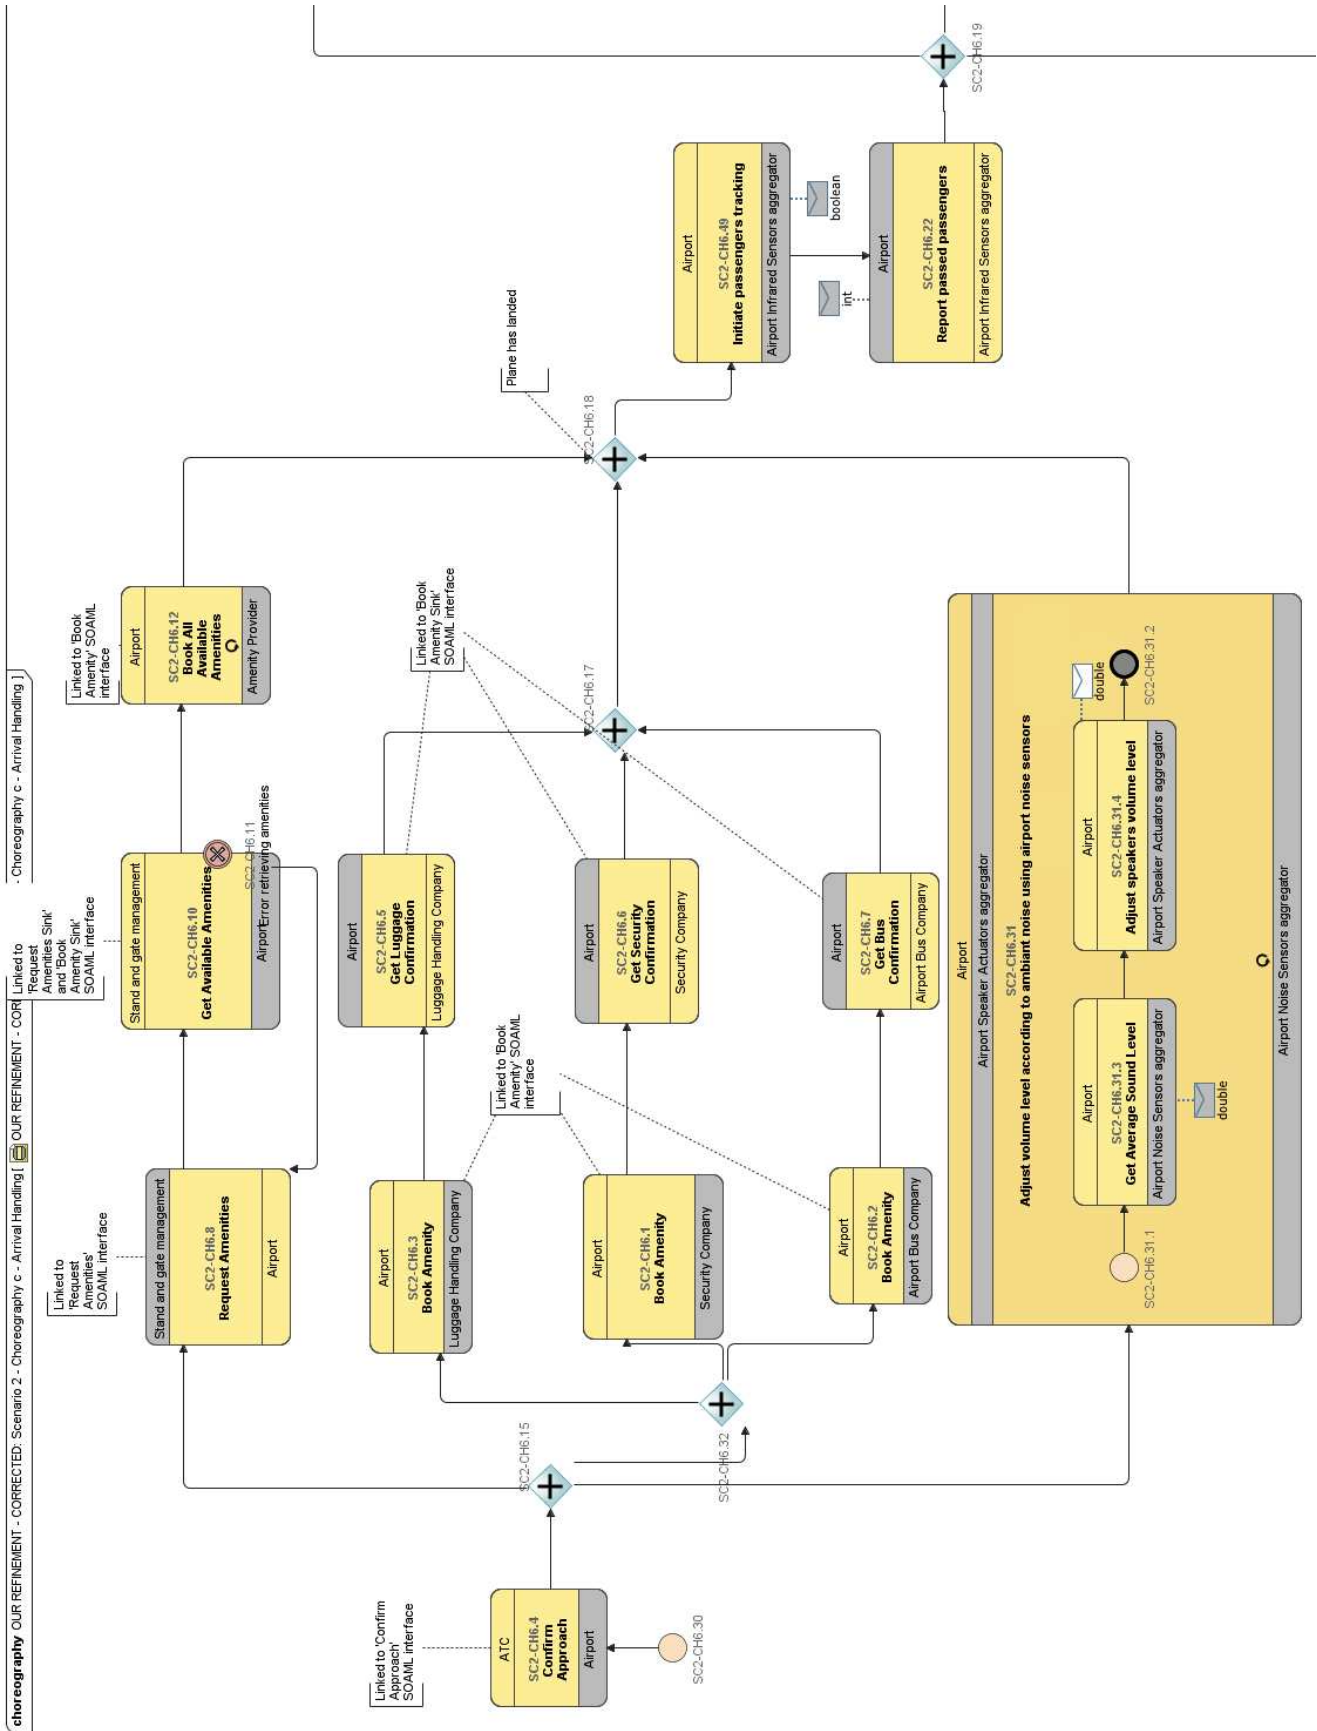 choreography OUR REFINEMENT - CORRECTED: Scenario 2 - Choreography c - Arrival Handling [ OUR REFINEMENT - CORI
- Choreography c - Arrival Handling ]
Linked to 'Confirm
Approach'
SOAML interface
ATC
SC2-CH6.4
Confirm
Approach
Airport
SC2-CH6.30
SC2-CH6.15
SC2-CH6.32
Linked to
'Request
Amenities'
SOAML interface
Stand and gate management
SC2-CH6.8
Request Amenities
Airport
Airport
SC2-CH6.3
Book Amenity
Luggage Handling Company
Linked to 'Book
Amenity' SOAML
interface
Airport
SC2-CH6.1
Book Amenity
Security Company
Airport
SC2-CH6.2
Book Amenity
Airport Bus Company
Linked to
'Request
Amenities Sink'
and 'Book
Amenity Sink'
SOAML interface
Stand and gate management
SC2-CH6.10
Get Available Amenities
Airport
SC2-CH6.11
Error retrieving amenities
Airport
SC2-CH6.5
Get Luggage
Confirmation
Luggage Handling Company
Airport
SC2-CH6.6
Get Security
Confirmation
Security Company
Airport
SC2-CH6.7
Get Bus
Confirmation
Airport Bus Company
Linked to 'Book
Amenity Sink'
SOAML interface
SC2-CH6.17
Linked to 'Book
Amenity' SOAML
interface
Airport
SC2-CH6.12
Book All
Available
Amenities
Amenity Provider
Airport
Airport Speaker Actuators aggregator
SC2-CH6.31
Adjust volume level according to ambiant noise using airport noise sensors
SC2-CH6.31.1
Airport
SC2-CH6.31.3
Get Average Sound Level
Airport Noise Sensors aggregator
double
Airport
SC2-CH6.31.4
Adjust speakers volume level
Airport Speaker Actuators aggregator
double
SC2-CH6.31.2
Airport Noise Sensors aggregator
SC2-CH6.18
Plane has landed
Airport
SC2-CH6.49
Initiate passengers tracking
Airport Infrared Sensors aggregator
boolean
int
Airport
SC2-CH6.22
Report passed passengers
Airport Infrared Sensors aggregator
SC2-CH6.19